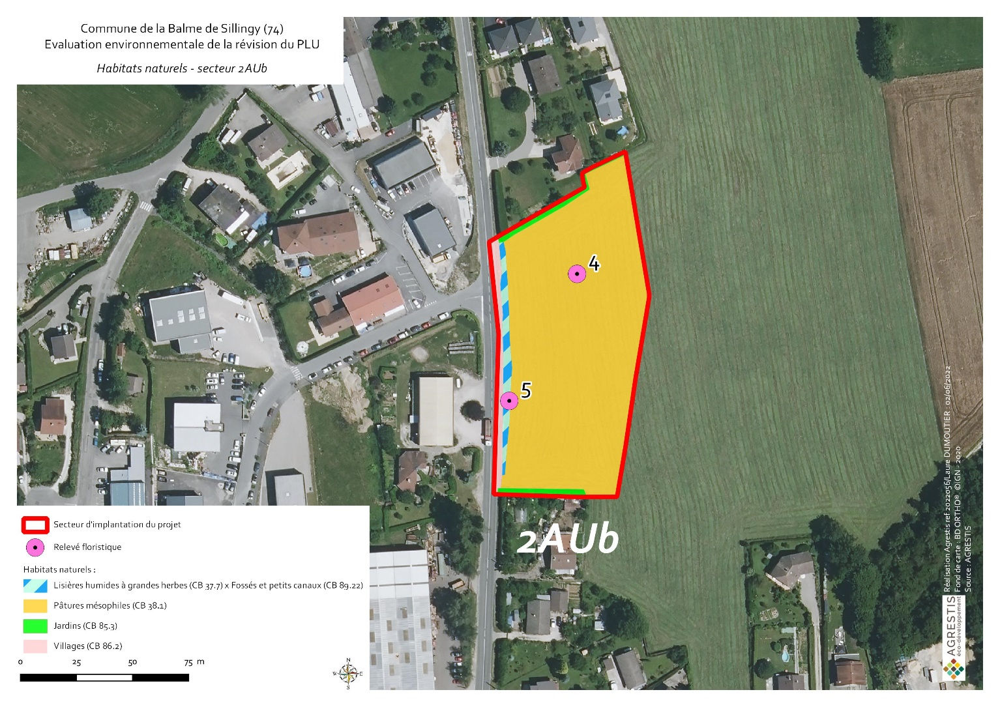 Commune de la Balme de Sillingy (74)
Evaluation environnementale de la révision du PLU
Habitats naturels - secteur 2AUb
4
5
2AUb
Secteur d'implantation du projet
Relevé floristique
Habitats naturels :
Lisières humides à grandes herbes (CB 37.7) x Fossés et petits canaux (CB 89.22)
Pâtures mésophiles (CB 38.1)
Jardins (CB 85.3)
Villages (CB 86.2)
0 25 50 75 m
N
W E
S
Réalisation Agrestis ref 2022056/Laure DUMOUTIER : 02/06/2022
Fond de carte : BD ORTHO®. ©IGN - 2020
Source : AGRESTIS
AGRESTIS
éco-développement